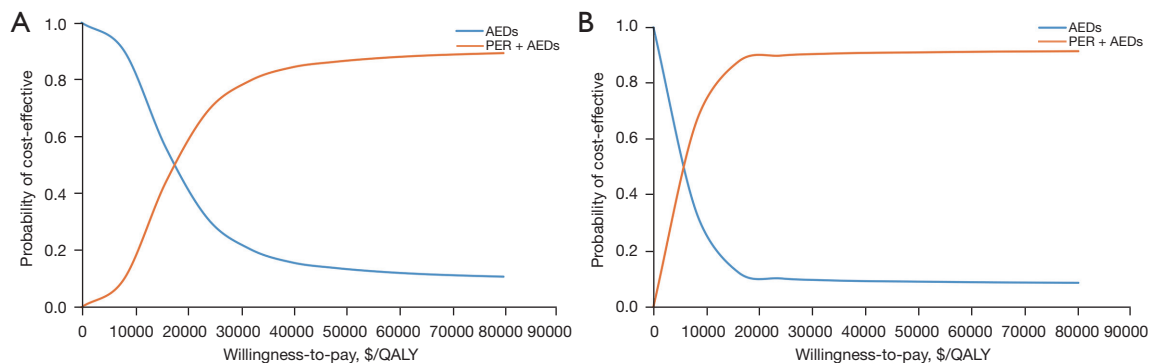 A
AEDs
PER + AEDs
Probability of cost-effective
1.0
0.8
0.6
0.4
0.2
0.0
0 10000 20000 30000 40000 50000 60000 70000 80000 90000
Willingness-to-pay, $/QALY
B
AEDs
PER + AEDs
Probability of cost-effective
1.0
0.8
0.6
0.4
0.2
0.0
0 10000 20000 30000 40000 50000 60000 70000 80000 90000
Willingness-to-pay, $/QALY